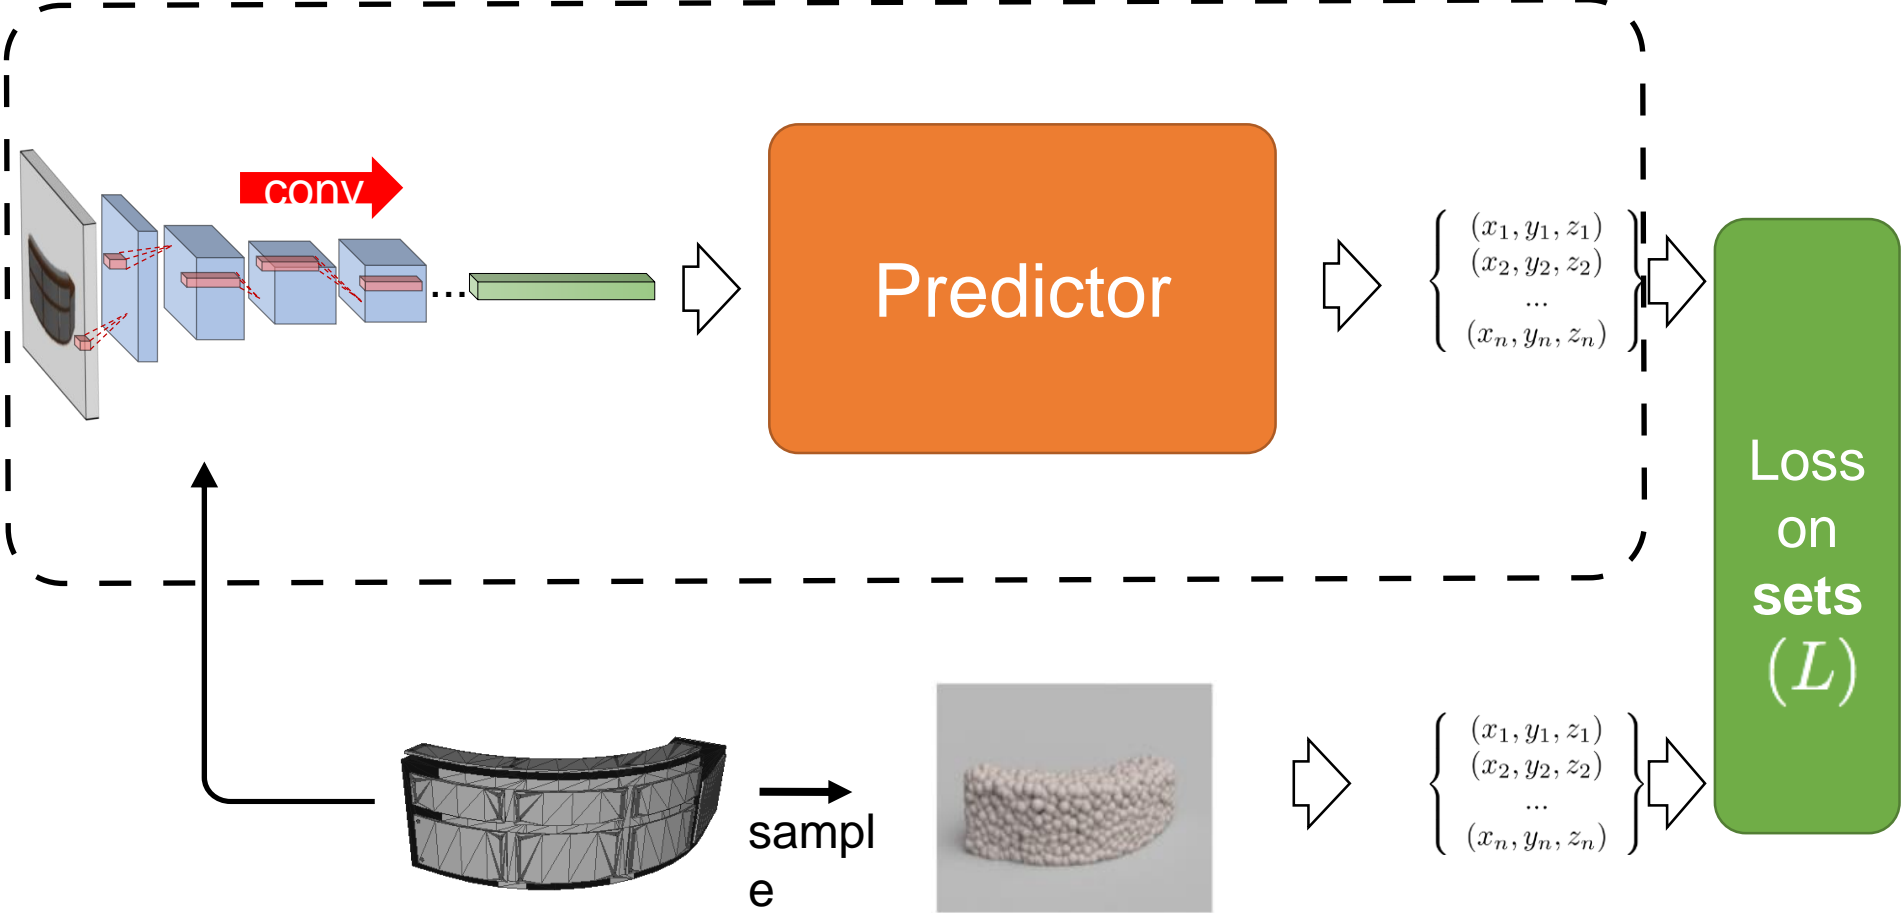 conv
...
Predictor
(x₁, y₁, z₁)
(x₂, y₂, z₂)
...
(xₙ, yₙ, zₙ)
Loss
on
sets
(L)
sampl
e
(x₁, y₁, z₁)
(x₂, y₂, z₂)
...
(xₙ, yₙ, zₙ)